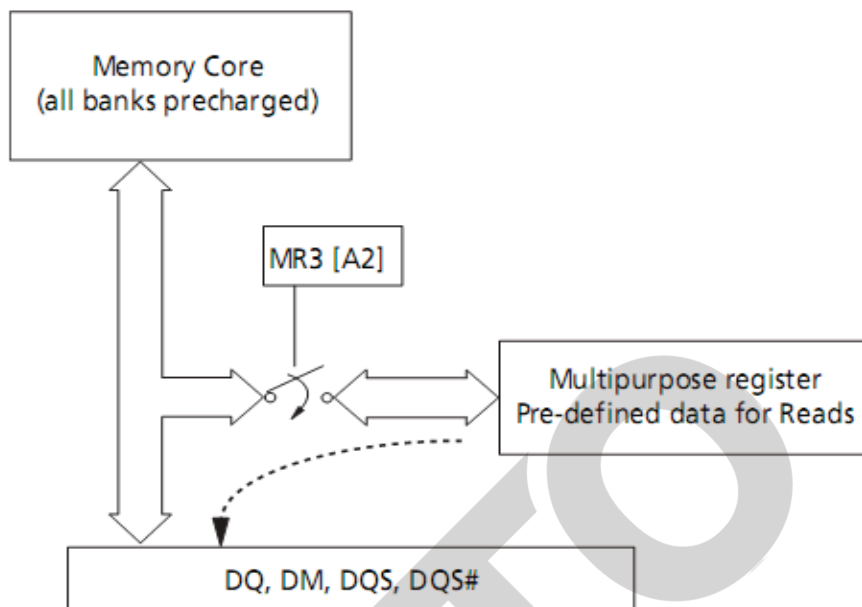 Memory Core
(all banks precharged)
MR3 [A2]
Multipurpose register
Pre-defined data for Reads
DQ, DM, DQS, DQS#